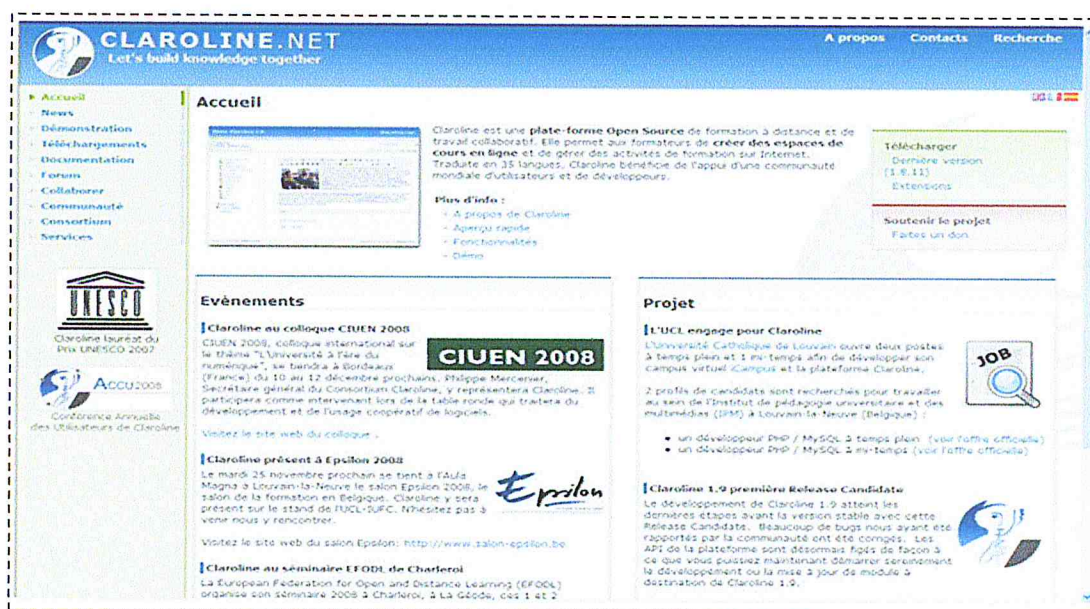 CLAROLINE.NET
Let's build knowledge together
A propos Contacts Recherche
Accueil
News
Démonstration
Téléchargements
Documentation
Forum
Collaborer
Communauté
Consortium
Services
UNESCO
Claroline lauréat du
Prix UNESCO 2007
ACCU2008
Conférence Annuelle
des Utilisateurs de Claroline
Accueil
Claroline est une plate-forme Open Source de formation à distance et de
travail collaboratif. Elle permet aux formateurs de créer des espaces de
cours en ligne et de gérer des activités de formation sur Internet.
Traduite en 35 langues, Claroline bénéficie de l'appui d'une communauté
mondiale d'utilisateurs et de développeurs.
Plus d'info :
A propos de Claroline
Aperçu rapide
Fonctionnalités
Démo
Télécharger
Dernière version
(1.8.11)
Extensions
Soutenir le projet
Faites un don
Evènements
Claroline au colloque CIUEN 2008
CIUEN 2008, colloque international sur
le thème "L'Université à l'ère du
numérique", se tiendra à Bordeaux
(France) du 10 au 12 décembre prochain. Philippe Mercenier,
Secrétaire général du Consortium Claroline, y représentera Claroline. Il
participera comme intervenant lors de la table ronde qui traitera du
développement et de l'usage coopératif de logiciels.
CIUEN 2008
Visitez le site web du colloque .
Claroline présent à Epsilon 2008
Le mardi 25 novembre prochain se tient à l'Aula
Magna à Louvain-la-Neuve le salon Epsilon 2008, le
salon de la formation en Belgique. Claroline y sera
présent sur le stand de l'UCL-IUFC. N'hésitez pas à
venir nous y rencontrer.
Epsilon
Visitez le site web du salon Epsilon: http://www.salon-epsilon.be
Claroline au séminaire EFODL de Charleroi
La European Federation for Open and Distance Learning (EFODL)
organise son séminaire 2008 à Charleroi, à La Géode, ces 1 et 2
Projet
L'UCL engage pour Claroline
L'Université Catholique de Louvain ouvre deux postes
à temps plein et 1 mi-temps afin de développer son
campus virtuel iCampus et la plateforme Claroline.
JOB
2 profils de candidats sont recherchés pour travailler
au sein de l'Institut de pédagogie universitaire et des
multimédias (IPM) à Louvain-la-Neuve (Belgique) :
un développeur PHP / MySQL à temps plein (voir l'offre officielle)
un développeur PHP / MySQL à mi-temps (voir l'offre officielle)
Claroline 1.9 première Release Candidate
Le développement de Claroline 1.9 atteint les
dernières étapes avant la version stable avec cette
Release Candidate. Beaucoup de bugs nous ayant été
rapportés par la communauté ont été corrigés. Les
API de la plateforme sont désormais figés de façon à
ce que vous puissiez maintenant démarrer sereinement
le développement ou la mise à jour de module à
destination de Claroline 1.9.